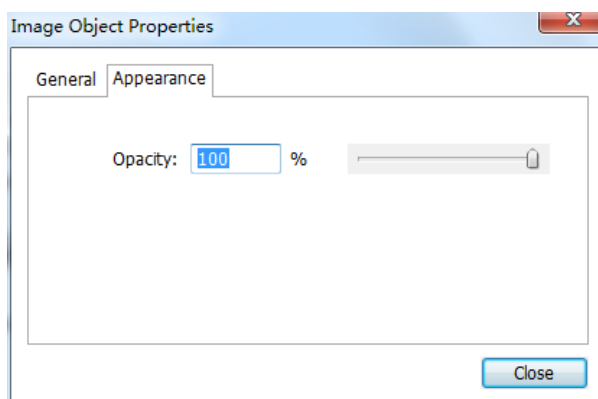 Image Object Properties
General Appearance
Opacity: 100 %
Close